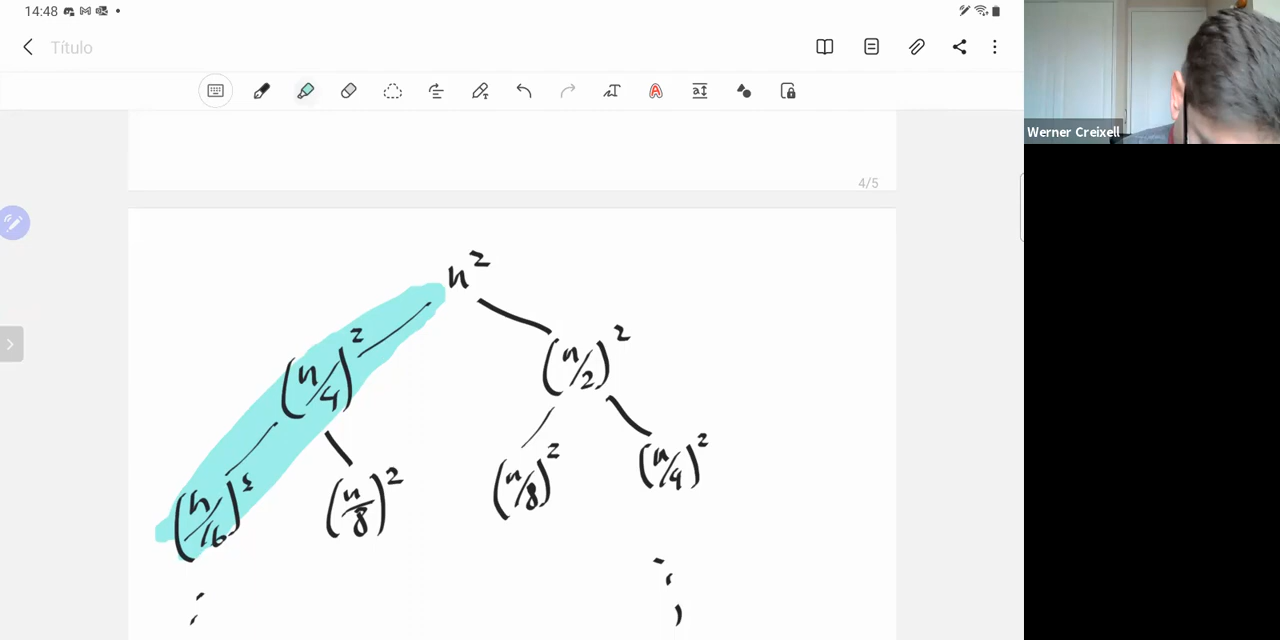 14:48
Título
Werner Creixell
4/5
n²
(n/4)² (n/2)²
(n/16)² (n/8)² (n/8)² (n/4)²